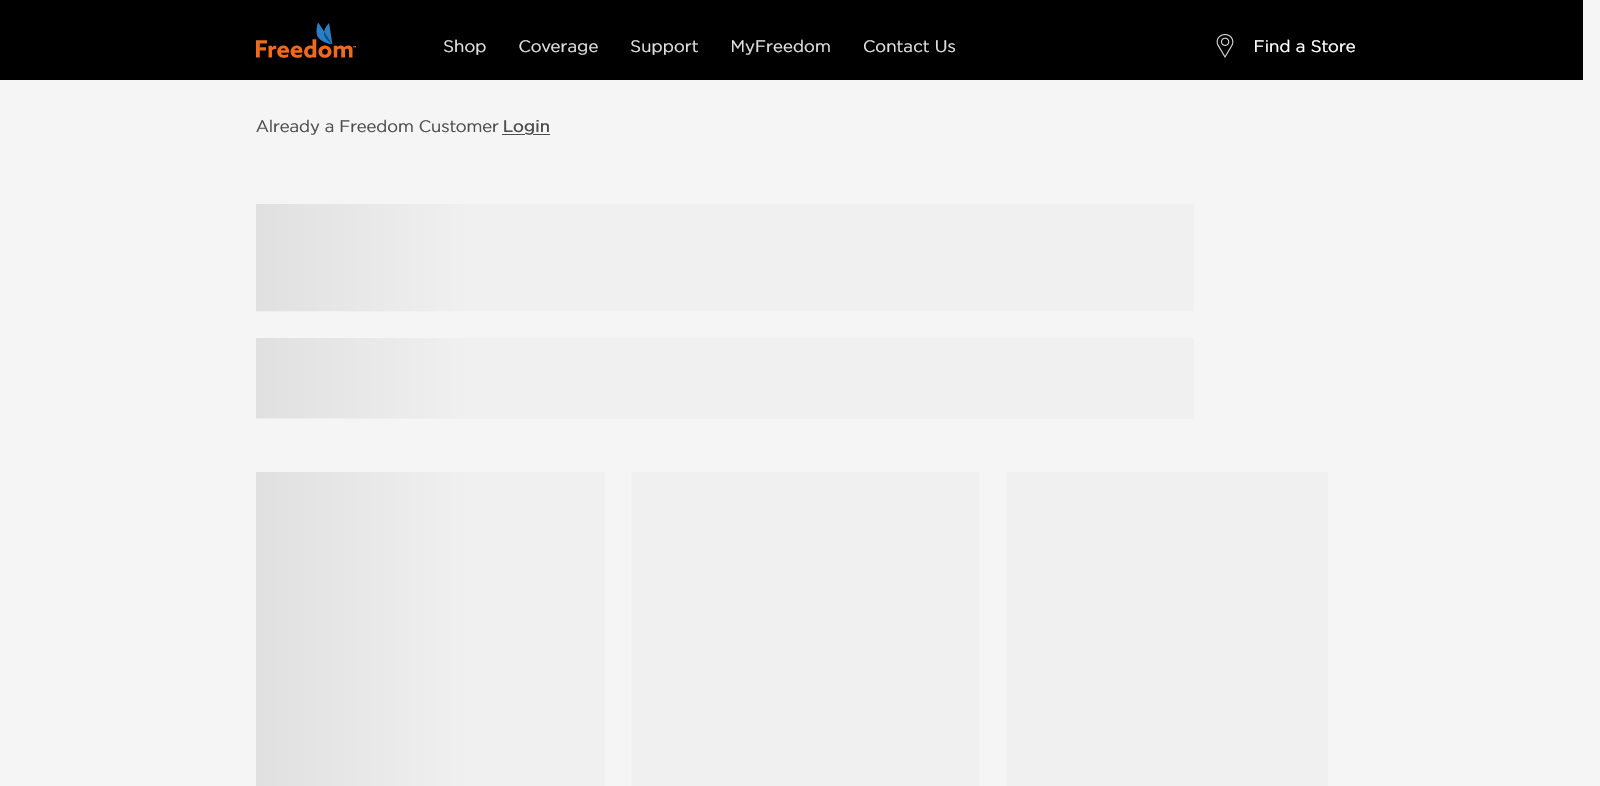 Freedom
Shop
Coverage
Support
MyFreedom
Contact Us
Find a Store
Already a Freedom Customer Login